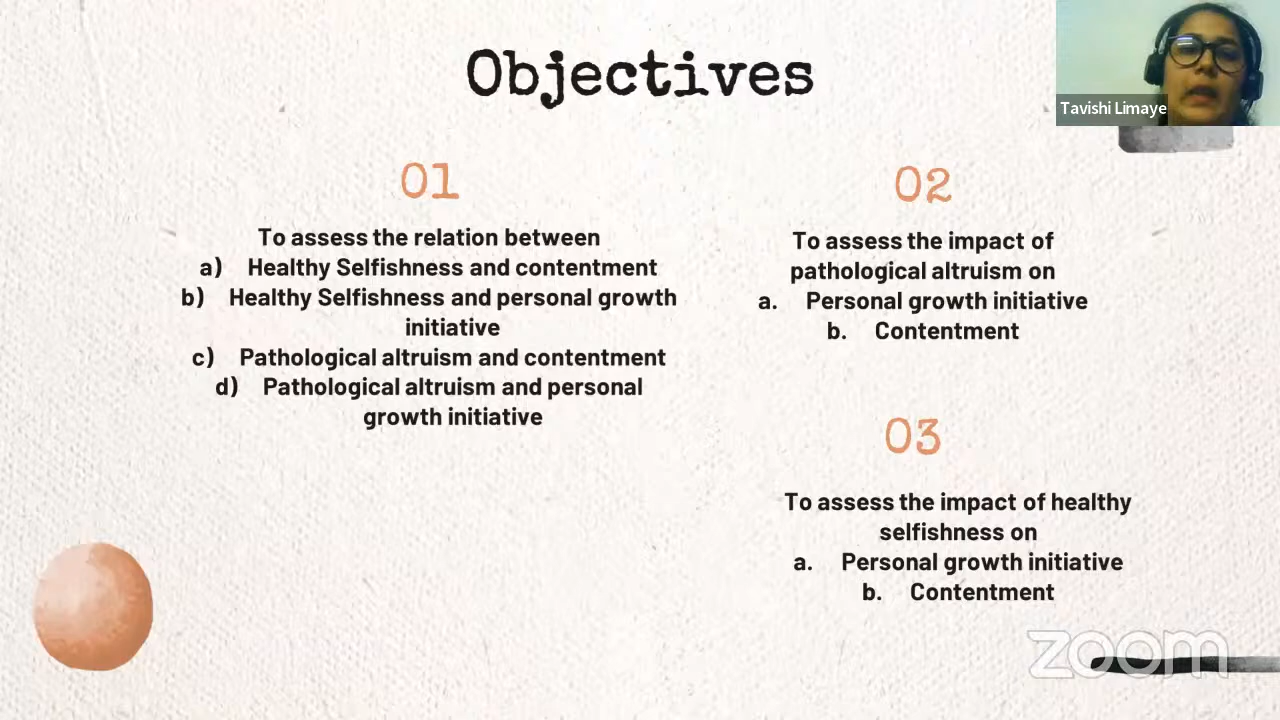 Objectives
Tavishi Limaye
01
To assess the relation between
a) Healthy Selfishness and contentment
b) Healthy Selfishness and personal growth
initiative
c) Pathological altruism and contentment
d) Pathological altruism and personal
growth initiative
02
To assess the impact of
pathological altruism on
a. Personal growth initiative
b. Contentment
03
To assess the impact of healthy
selfishness on
a. Personal growth initiative
b. Contentment
zoom